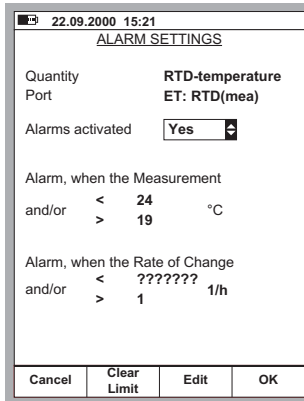 22.09.2000 15:21
ALARM SETTINGS
Quantity RTD-temperature
Port ET: RTD(mea)
Alarms activated Yes
Alarm, when the Measurement
< 24
and/or °C
> 19
Alarm, when the Rate of Change
< ???????
and/or 1/h
> 1
Cancel Clear Limit Edit OK